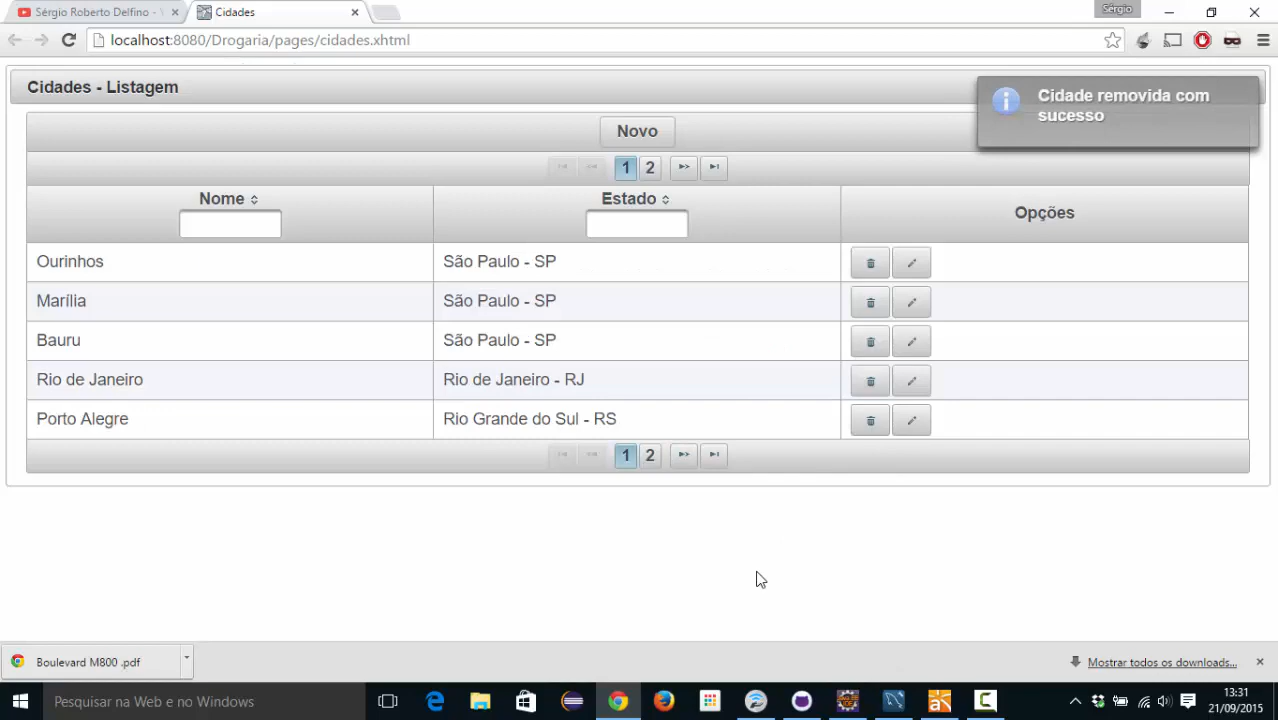 Sérgio Roberto Delfino - \
Cidades
Sérgio
localhost:8080/Drogaria/pages/cidades.xhtml
Cidades - Listagem
Cidade removida com
sucesso
Novo
1 2
Nome
Estado
Opções
Ourinhos São Paulo - SP
Marília São Paulo - SP
Bauru São Paulo - SP
Rio de Janeiro Rio de Janeiro - RJ
Porto Alegre Rio Grande do Sul - RS
1 2
Boulevard M800 .pdf
Mostrar todos os downloads...
Pesquisar na Web e no Windows
13:31
21/09/2015